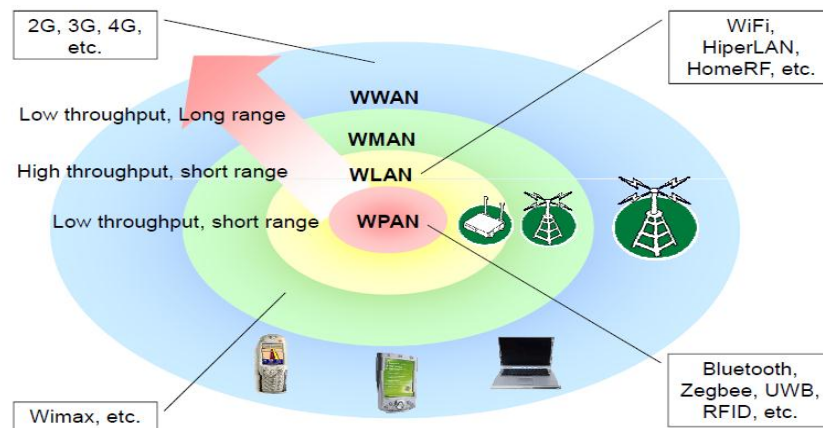 2G, 3G, 4G,
etc.
WiFi,
HiperLAN,
HomeRF, etc.
WWAN
Low throughput, Long range
WMAN
High throughput, short range
WLAN
Low throughput, short range
WPAN
Wimax, etc.
Bluetooth,
Zegbee, UWB,
RFID, etc.